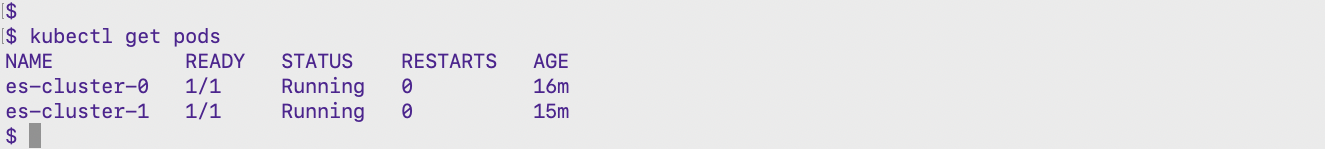 $
$ kubectl get pods
NAME           READY   STATUS    RESTARTS   AGE
es-cluster-0   1/1     Running   0          16m
es-cluster-1   1/1     Running   0          15m
$